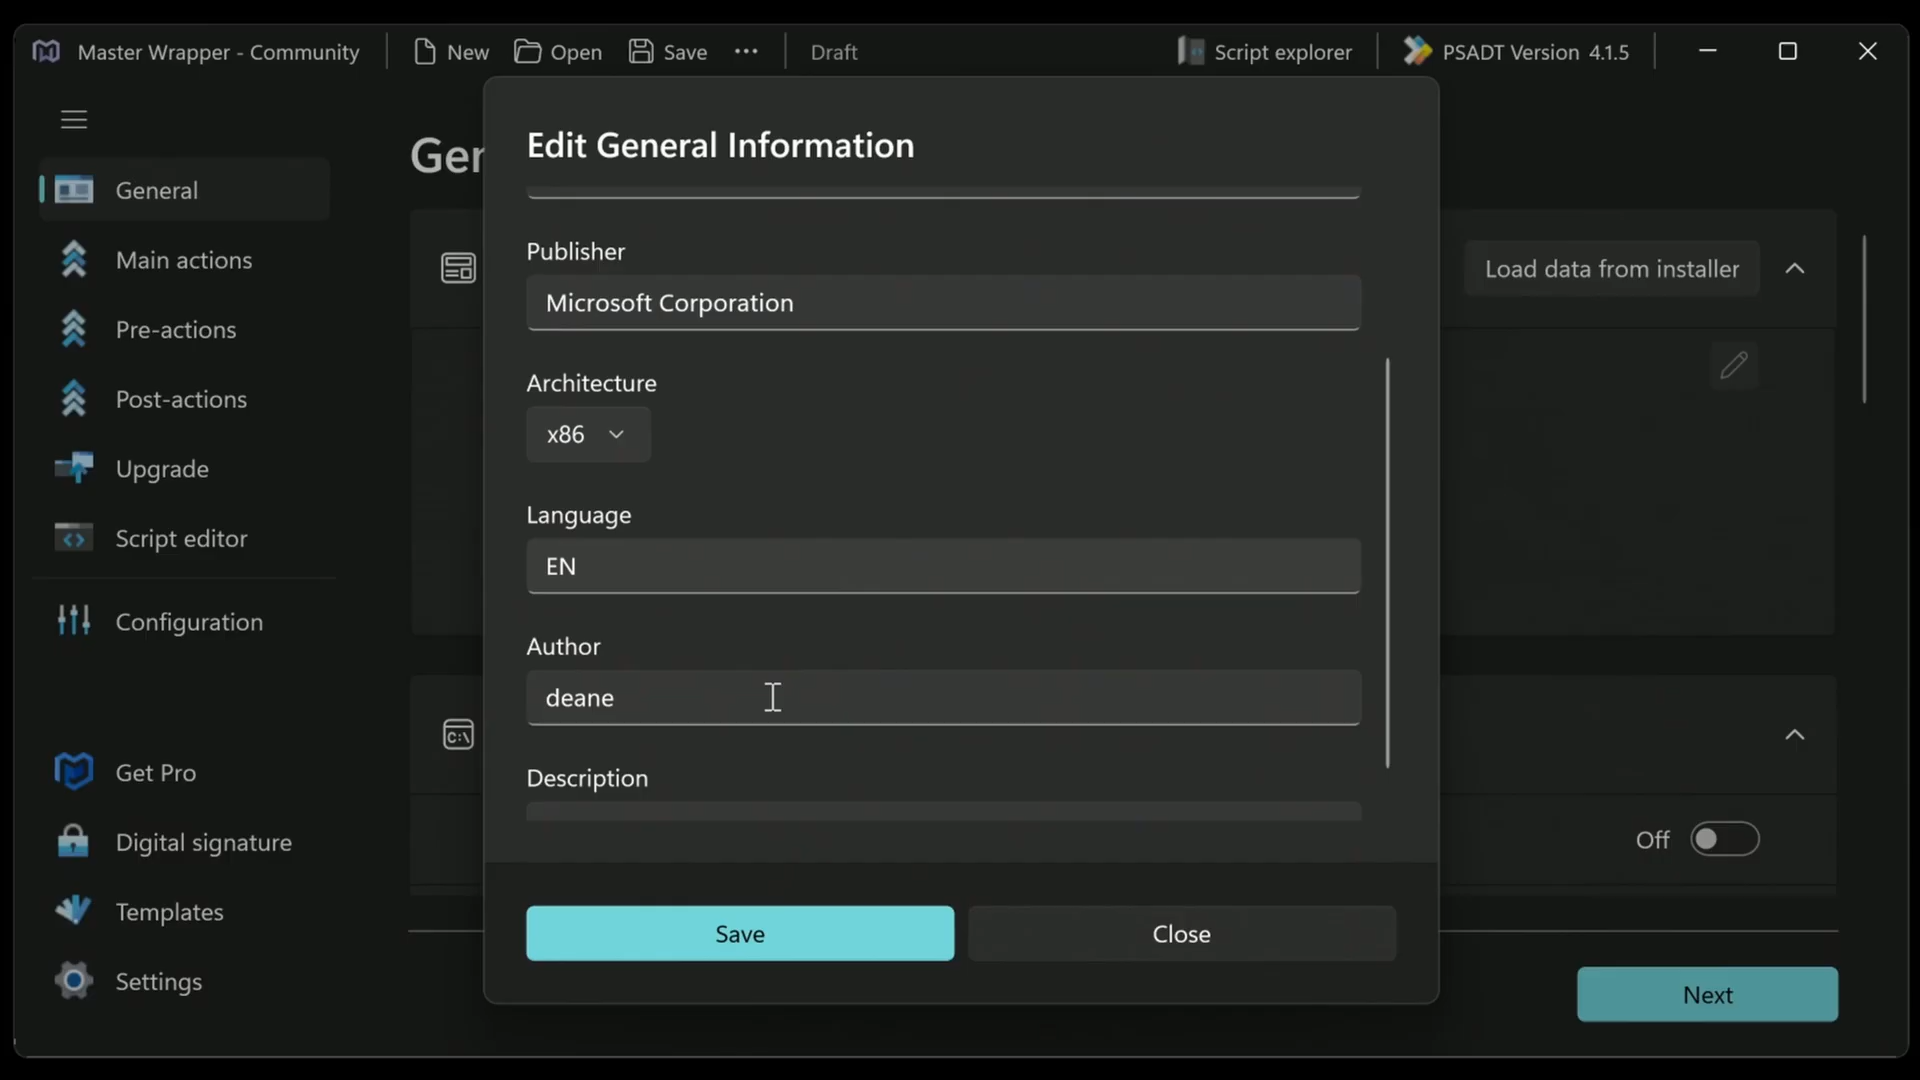 Master Wrapper - Community
New
Open
Save
Draft
Script explorer
PSADT Version 4.1.5
General
Main actions
Pre-actions
Post-actions
Upgrade
Script editor
Configuration
Get Pro
Digital signature
Templates
Settings
Ger
Load data from installer
C:\
Off
Next
Edit General Information
Publisher
Microsoft Corporation
Architecture
x86
Language
EN
Author
deane
Description
Save
Close